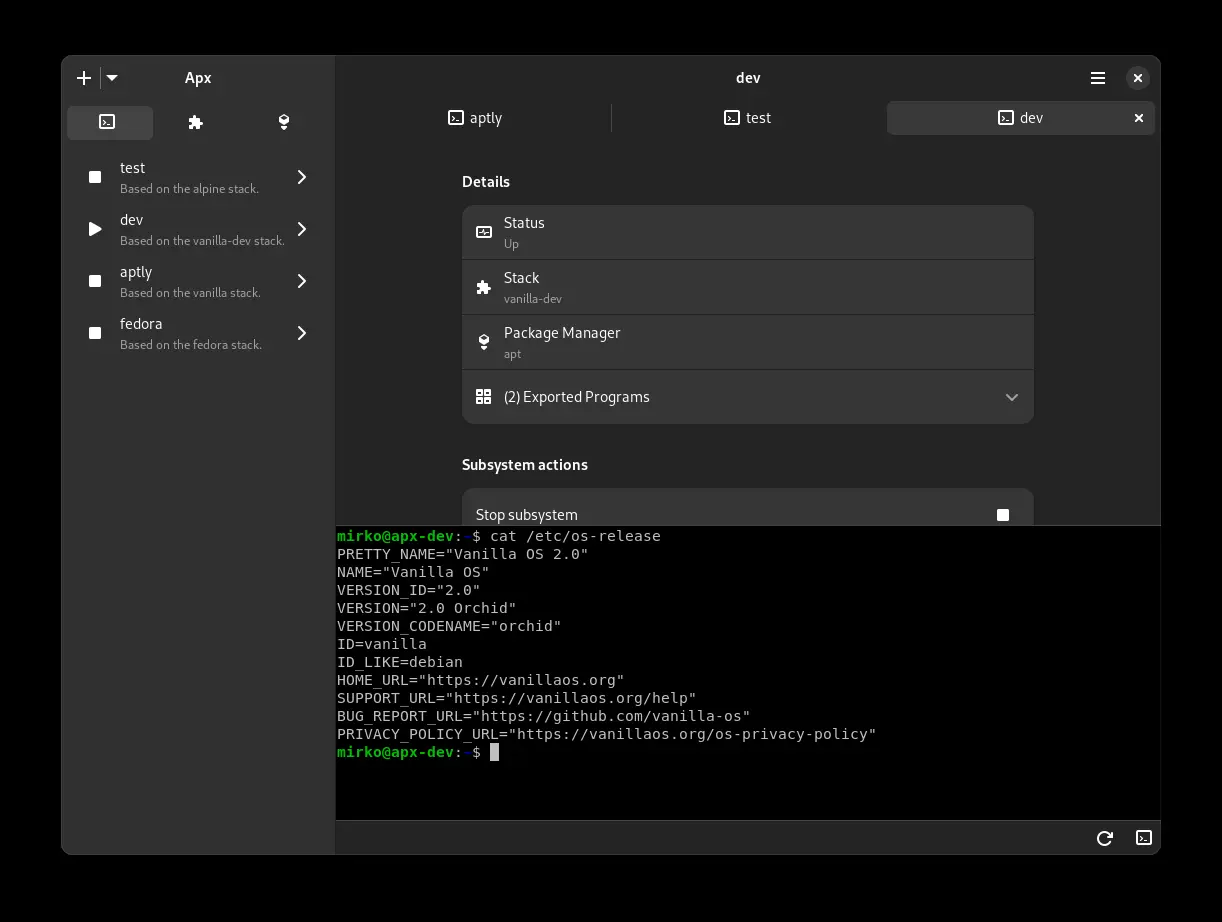 Apx
test
Based on the alpine stack.
dev
Based on the vanilla-dev stack.
aptly
Based on the vanilla stack.
fedora
Based on the fedora stack.
dev
aptly
test
dev
Details
Status
Up
Stack
vanilla-dev
Package Manager
apt
(2) Exported Programs
Subsystem actions
Stop subsystem
mirko@apx-dev:~$ cat /etc/os-release
PRETTY_NAME="Vanilla OS 2.0"
NAME="Vanilla OS"
VERSION_ID="2.0"
VERSION="2.0 Orchid"
VERSION_CODENAME="orchid"
ID=vanilla
ID_LIKE=debian
HOME_URL="https://vanillaos.org"
SUPPORT_URL="https://vanillaos.org/help"
BUG_REPORT_URL="https://github.com/vanilla-os"
PRIVACY_POLICY_URL="https://vanillaos.org/os-privacy-policy"
mirko@apx-dev:~$